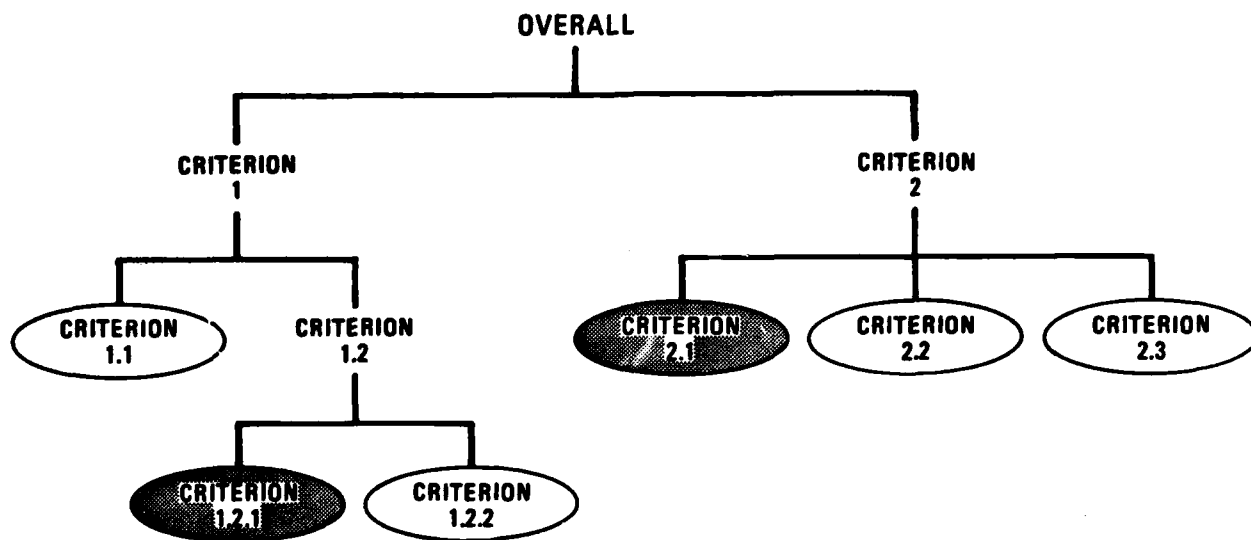 OVERALL
CRITERION
1
CRITERION
2
CRITERION
1.1
CRITERION
1.2
CRITERION
2.1
CRITERION
2.2
CRITERION
2.3
CRITERION
1.2.1
CRITERION
1.2.2